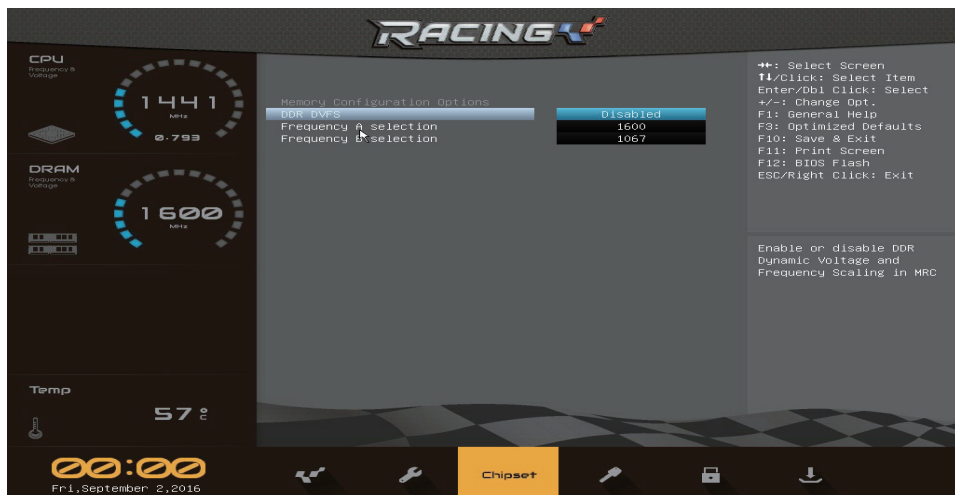 RACING
CPU
Frequency &
Voltage
1441
MHz
0.793
DRAM
Frequency &
Voltage
1600
MHz
Temp
57 °C
Memory Configuration Options
DDR DVFS Disabled
Frequency A selection 1600
Frequency B selection 1067
→←: Select Screen
↑↓/Click: Select Item
Enter/Dbl Click: Select
+/-: Change Opt.
F1: General Help
F3: Optimized Defaults
F10: Save & Exit
F11: Print Screen
F12: BIOS Flash
ESC/Right Click: Exit
Enable or disable DDR
Dynamic Voltage and
Frequency Scaling in MRC
00:00
Fri,September 2,2016
Chipset